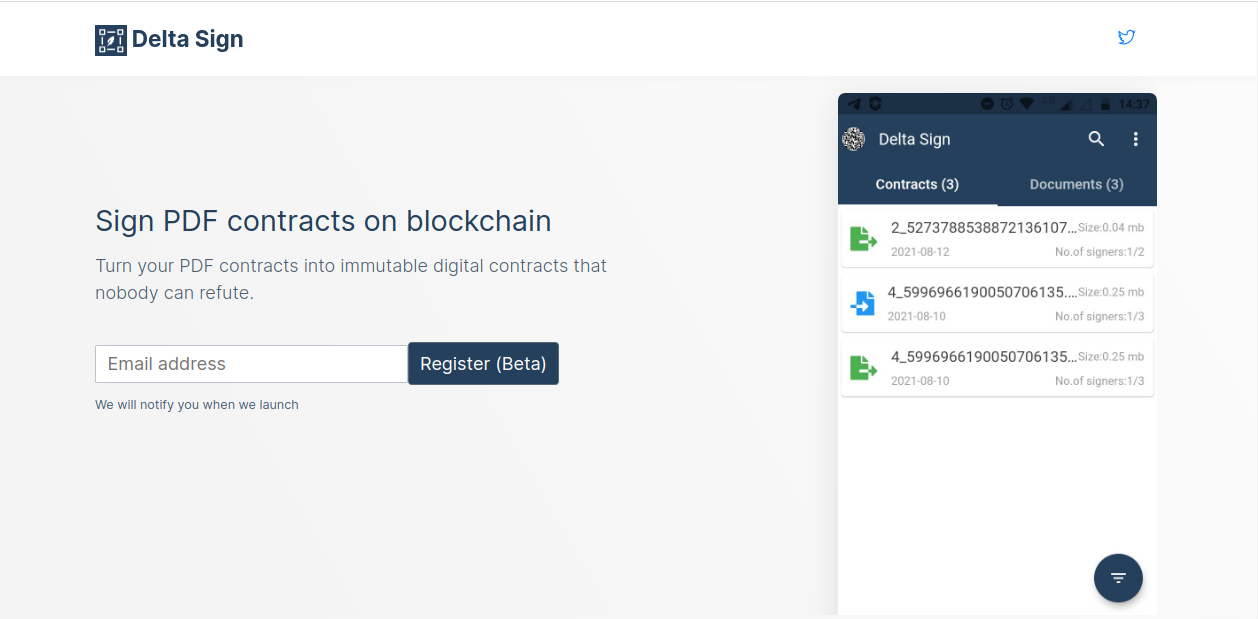 Delta Sign
Sign PDF contracts on blockchain
Turn your PDF contracts into immutable digital contracts that
nobody can refute.
Email address
Register (Beta)
We will notify you when we launch
14:37
Delta Sign
Contracts (3)
Documents (3)
2_5273788538872136107... Size:0.04 mb
2021-08-12 No.of signers:1/2
4_5996966190050706135.... Size:0.25 mb
2021-08-10 No.of signers:1/3
4_5996966190050706135... Size:0.25 mb
2021-08-10 No.of signers:1/3